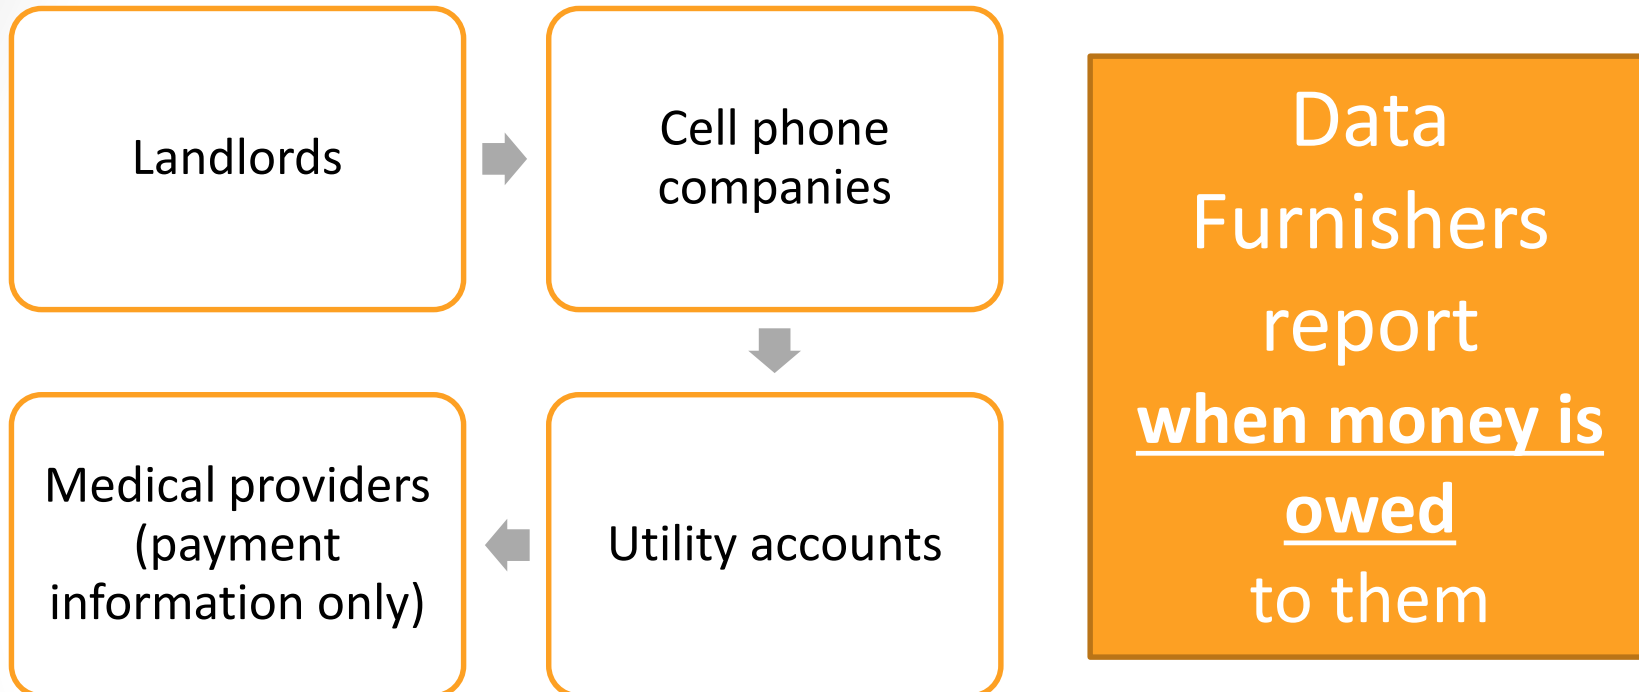 Landlords
Cell phone
companies
Utility accounts
Medical providers
(payment
information only)
Data
Furnishers
report
when money is
owed
to them